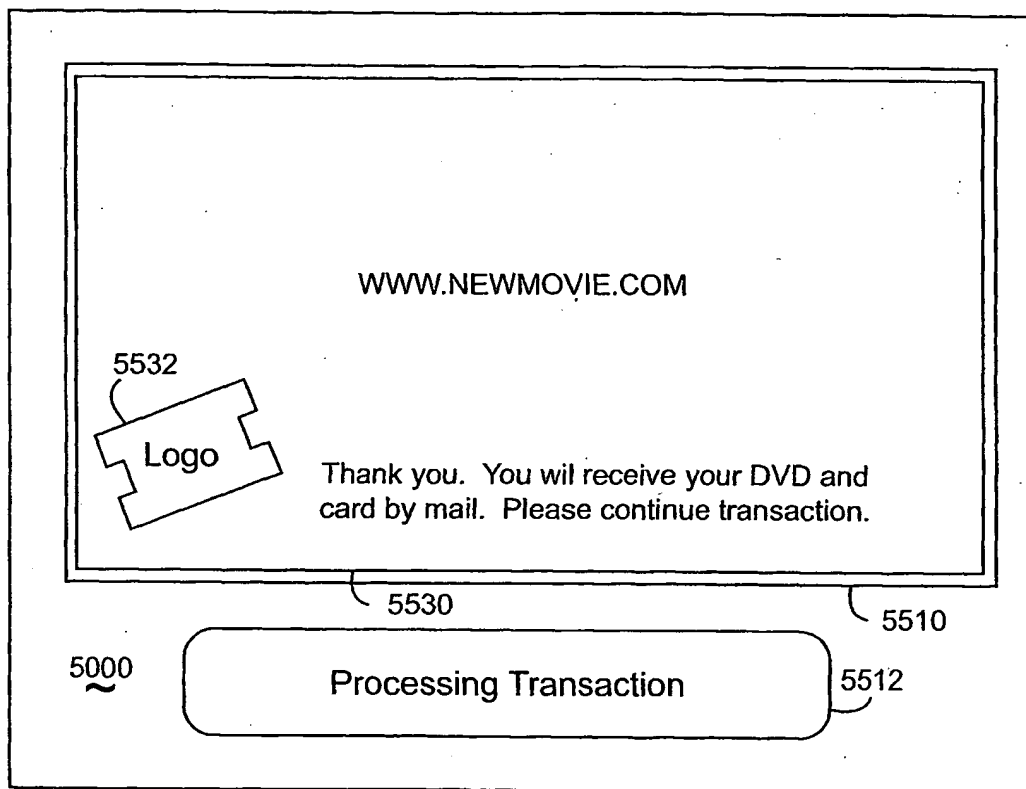 WWW.NEWMOVIE.COM
5532
Logo
Thank you. You wil receive your DVD and
card by mail. Please continue transaction.
5530
5510
5000
Processing Transaction
5512